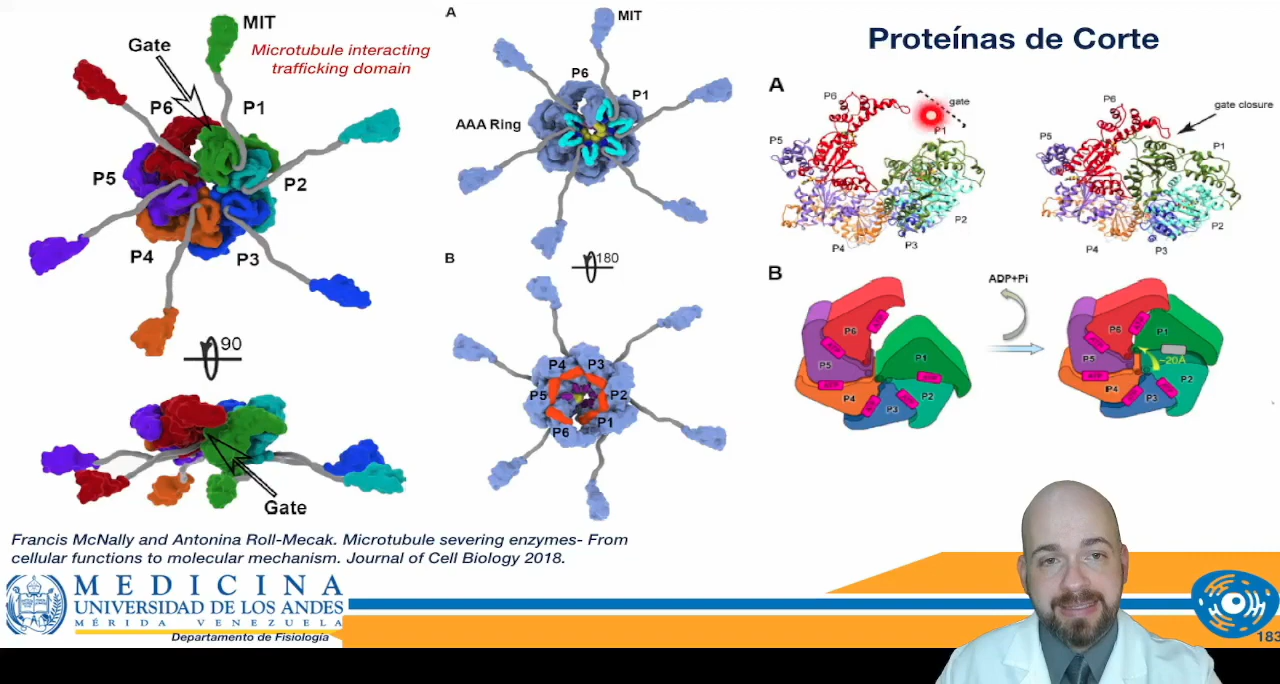 Proteínas de Corte
MIT
Gate
Microtubule interacting
trafficking domain
P6
P1
P5
P2
P4
P3
90
Gate
A
MIT
P6
P1
AAA Ring
180
B
P4
P3
P5
P2
P6
P1
A
P6
gate
P1
P5
P2
P4
P3
P6
gate closure
P5
P1
P2
P4
P3
B
ADP+Pi
P6
P1
P5
P4
P2
P3
P6
P1
~20Å
P5
P2
P4
P3
Francis McNally and Antonina Roll-Mecak. Microtubule severing enzymes- From
cellular functions to molecular mechanism. Journal of Cell Biology 2018.
MEDICINA
UNIVERSIDAD DE LOS ANDES
MÉRIDA VENEZUELA
Departamento de Fisiología
183